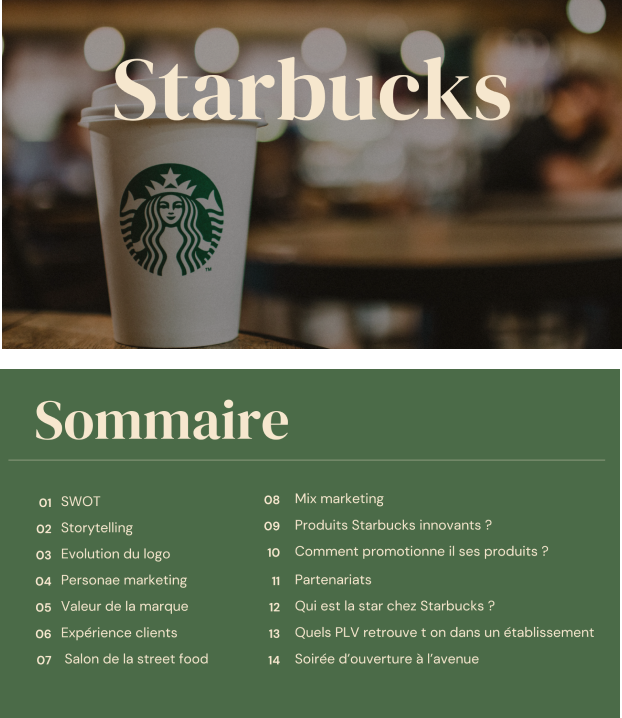 Starbucks
TM
Sommaire
01 SWOT
02 Storytelling
03 Evolution du logo
04 Personae marketing
05 Valeur de la marque
06 Expérience clients
07 Salon de la street food
08 Mix marketing
09 Produits Starbucks innovants ?
10 Comment promotionne il ses produits ?
11 Partenariats
12 Qui est la star chez Starbucks ?
13 Quels PLV retrouve t on dans un établissement
14 Soirée d’ouverture à l’avenue